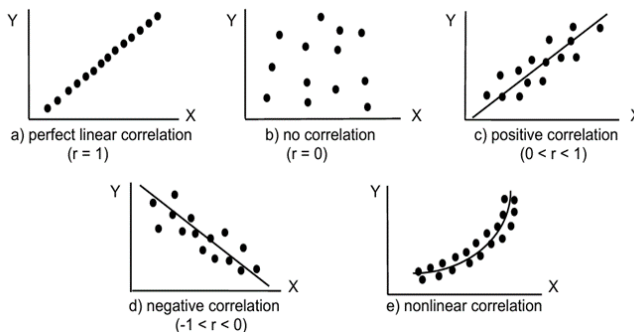 Y
X
a) perfect linear correlation
(r = 1)
Y
X
b) no correlation
(r = 0)
Y
X
c) positive correlation
(0 < r < 1)
Y
X
d) negative correlation
(-1 < r < 0)
Y
X
e) nonlinear correlation